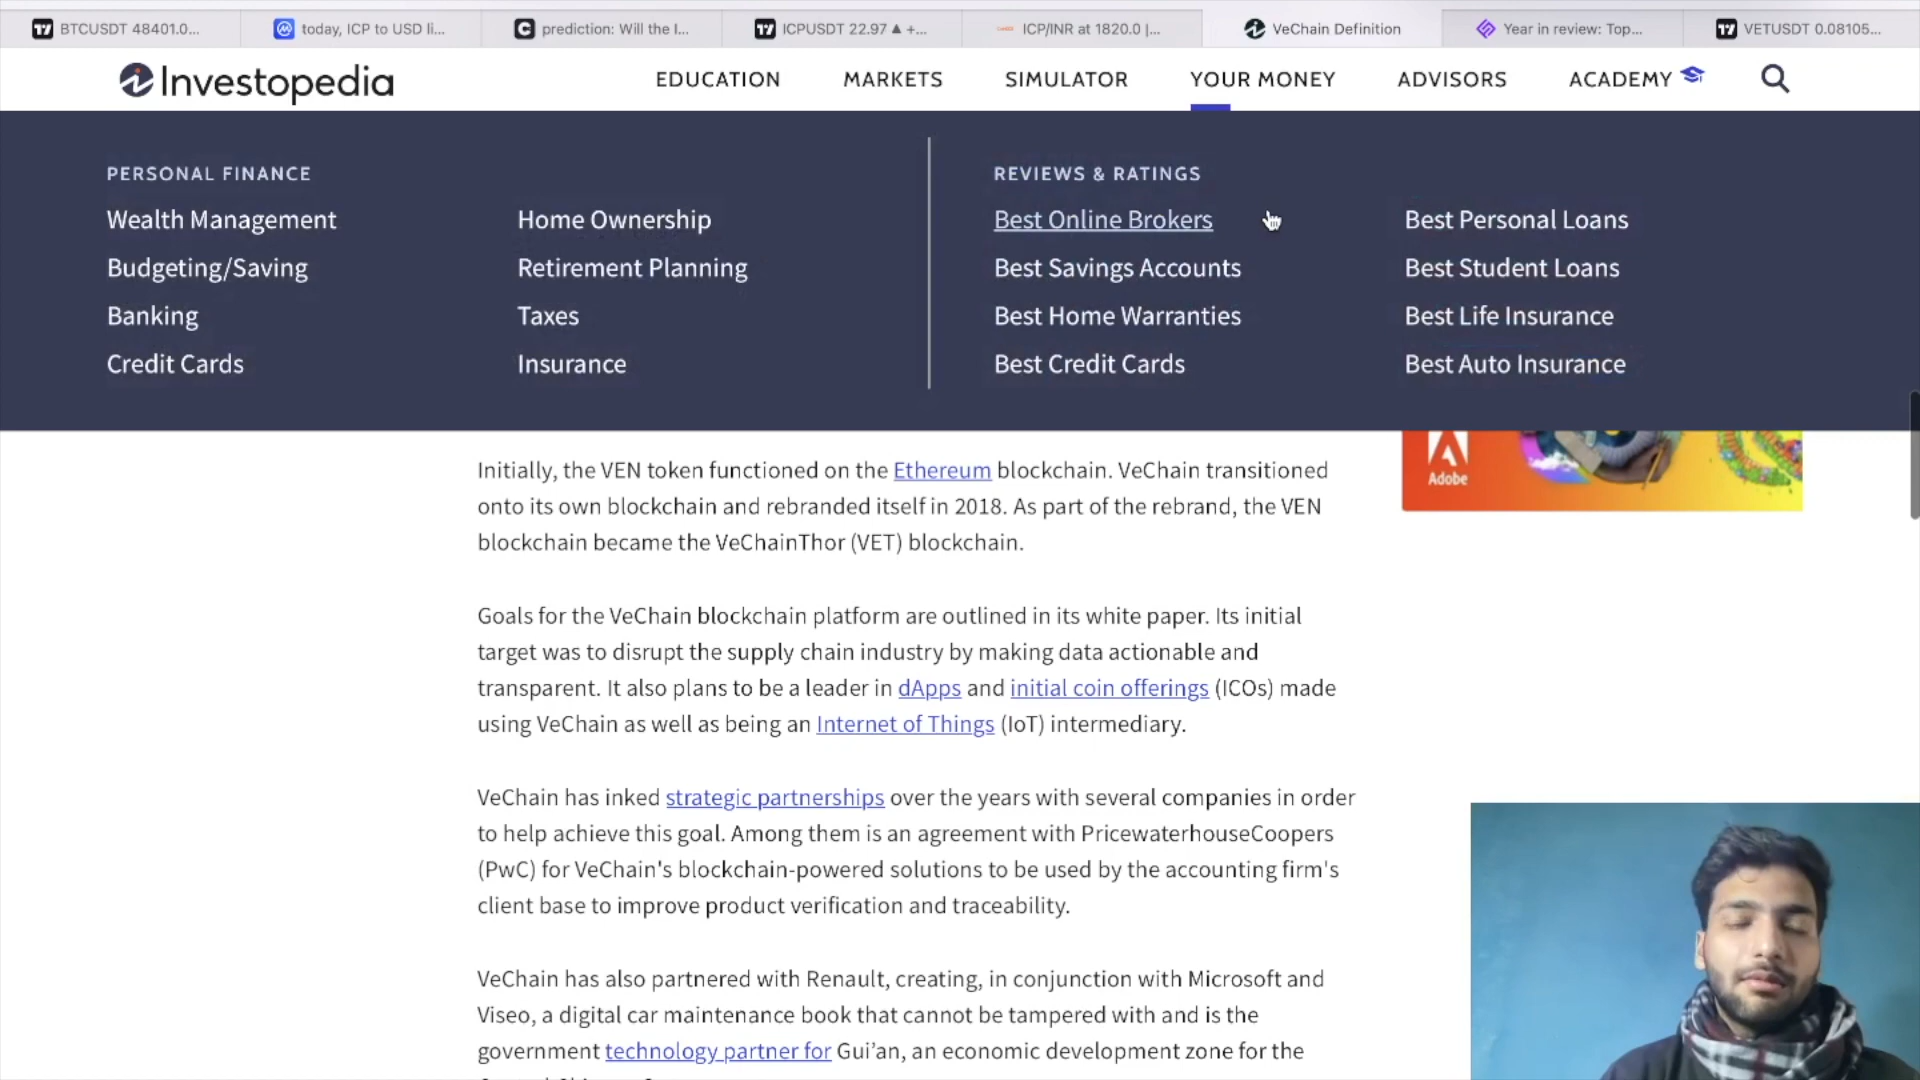 BTCUSDT 48401.0...
today, ICP to USD li...
prediction: Will the I...
ICPUSDT 22.97 ▲ +...
ICP/INR at 1820.0 |...
VeChain Definition
Year in review: Top...
VETUSDT 0.08105...
Investopedia
EDUCATION
MARKETS
SIMULATOR
YOUR MONEY
ADVISORS
ACADEMY
PERSONAL FINANCE
Wealth Management
Budgeting/Saving
Banking
Credit Cards
Home Ownership
Retirement Planning
Taxes
Insurance
REVIEWS & RATINGS
Best Online Brokers
Best Savings Accounts
Best Home Warranties
Best Credit Cards
Best Personal Loans
Best Student Loans
Best Life Insurance
Best Auto Insurance
Adobe
Initially, the VEN token functioned on the Ethereum blockchain. VeChain transitioned
onto its own blockchain and rebranded itself in 2018. As part of the rebrand, the VEN
blockchain became the VeChainThor (VET) blockchain.
Goals for the VeChain blockchain platform are outlined in its white paper. Its initial
target was to disrupt the supply chain industry by making data actionable and
transparent. It also plans to be a leader in dApps and initial coin offerings (ICOs) made
using VeChain as well as being an Internet of Things (IoT) intermediary.
VeChain has inked strategic partnerships over the years with several companies in order
to help achieve this goal. Among them is an agreement with PricewaterhouseCoopers
(PwC) for VeChain's blockchain-powered solutions to be used by the accounting firm's
client base to improve product verification and traceability.
VeChain has also partnered with Renault, creating, in conjunction with Microsoft and
Viseo, a digital car maintenance book that cannot be tampered with and is the
government technology partner for Gui’an, an economic development zone for the